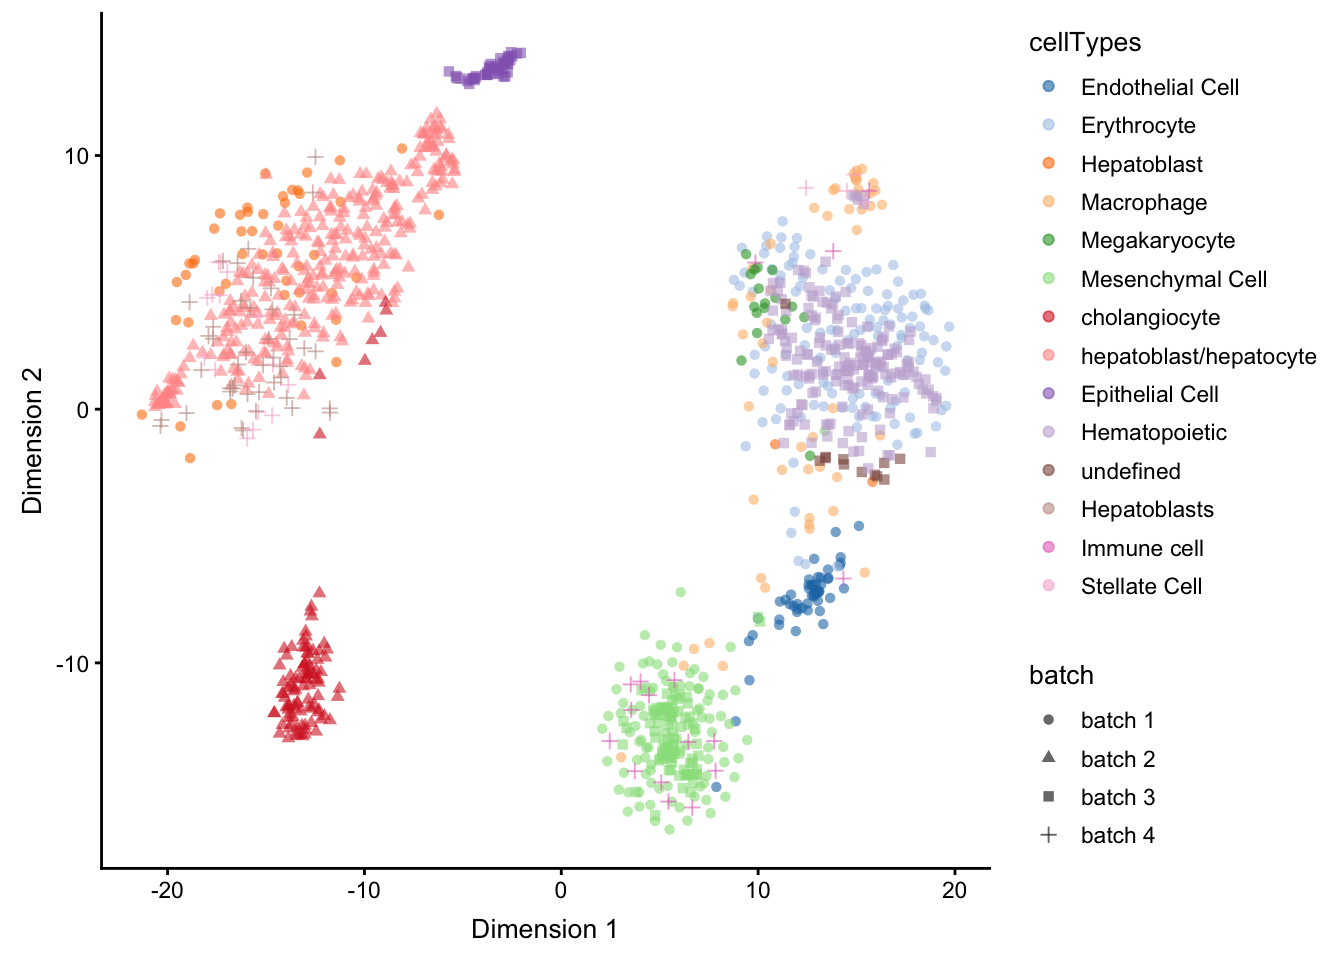 10
0
-10
-20
-10
0
10
20
Dimension 1
Dimension 2
cellTypes
Endothelial Cell
Erythrocyte
Hepatoblast
Macrophage
Megakaryocyte
Mesenchymal Cell
cholangiocyte
hepatoblast/hepatocyte
Epithelial Cell
Hematopoietic
undefined
Hepatoblasts
Immune cell
Stellate Cell
batch
batch 1
batch 2
batch 3
batch 4